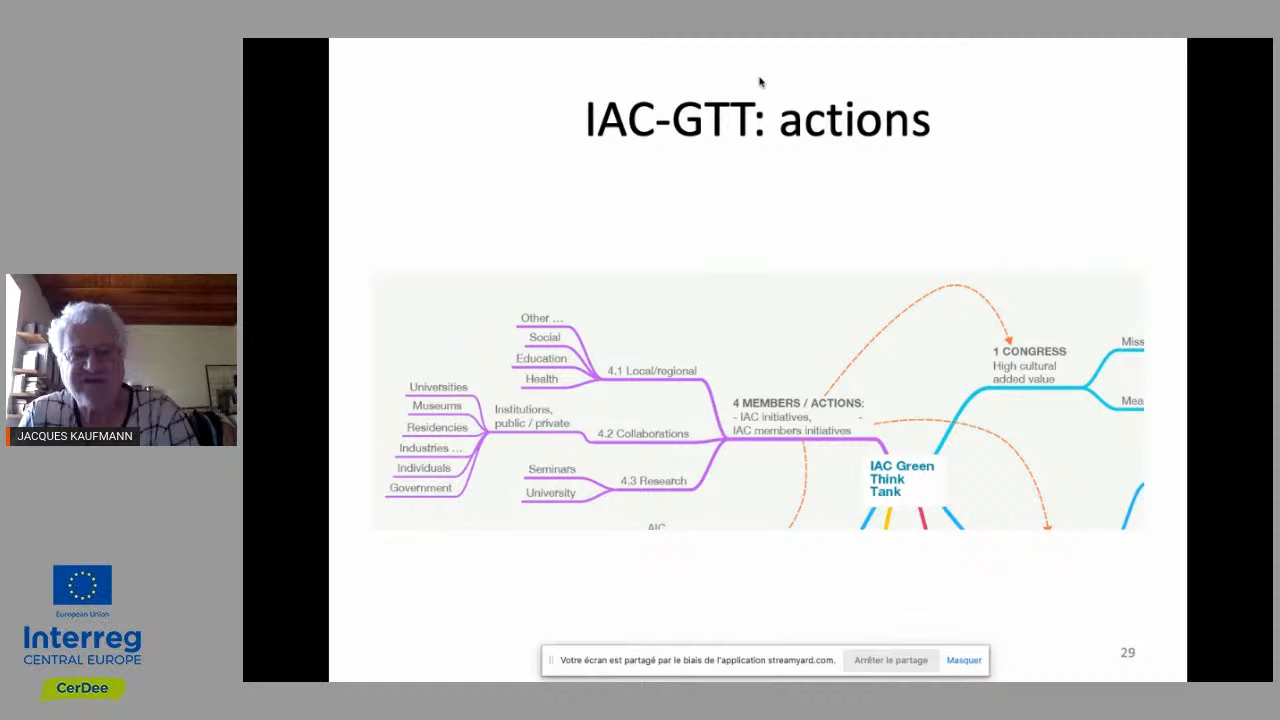 IAC-GTT: actions
Other ...
Social
Education
Health
4.1 Local/regional
Universities
Museums
Residencies
Industries ...
Individuals
Government
Institutions,
public / private
4.2 Collaborations
Seminars
University
4.3 Research
AIC
4 MEMBERS / ACTIONS:
- IAC initiatives, -
IAC members initiatives
1 CONGRESS
High cultural
added value
Miss
Mea
IAC Green
Think
Tank
JACQUES KAUFMANN
European Union
Interreg
CENTRAL EUROPE
CerDee
Votre écran est partagé par le biais de l'application streamyard.com. Arrêter le partage Masquer
29